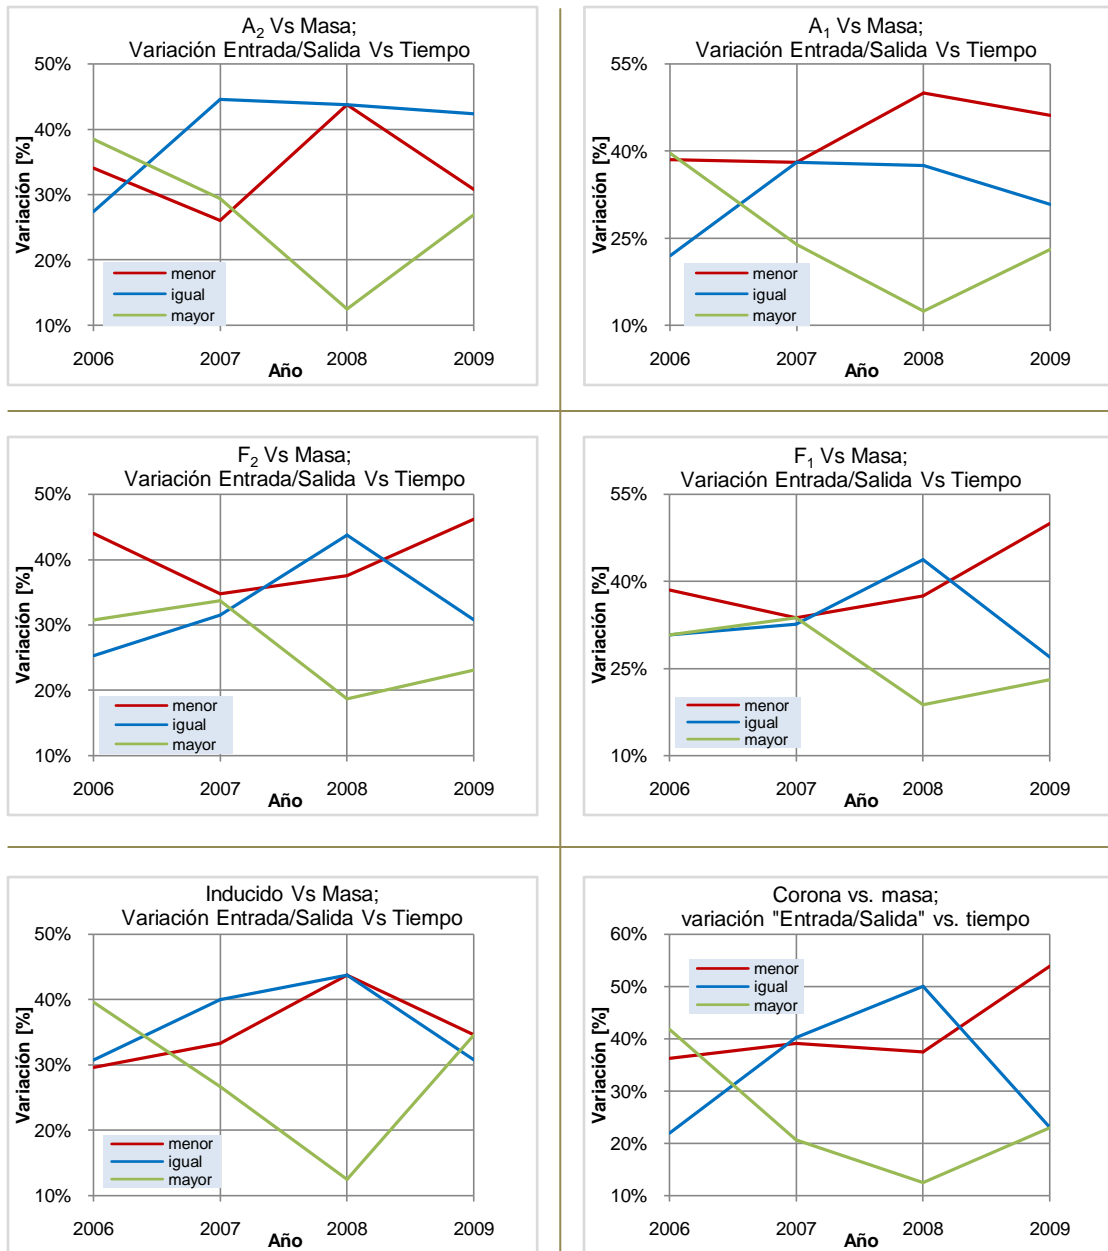 A₂ Vs Masa;
Variación Entrada/Salida Vs Tiempo
50%
40%
30%
20%
10%
Variación [%]
menor
igual
mayor
2006 2007 2008 2009
Año
A₁ Vs Masa;
Variación Entrada/Salida Vs Tiempo
55%
40%
25%
10%
Variación [%]
menor
igual
mayor
2006 2007 2008 2009
Año
F₂ Vs Masa;
Variación Entrada/Salida Vs Tiempo
50%
40%
30%
20%
10%
Variación [%]
menor
igual
mayor
2006 2007 2008 2009
Año
F₁ Vs Masa;
Variación Entrada/Salida Vs Tiempo
55%
40%
25%
10%
Variación [%]
menor
igual
mayor
2006 2007 2008 2009
Año
Inducido Vs Masa;
Variación Entrada/Salida Vs Tiempo
50%
40%
30%
20%
10%
Variación [%]
menor
igual
mayor
2006 2007 2008 2009
Año
Corona vs. masa;
variación "Entrada/Salida" vs. tiempo
60%
50%
40%
30%
20%
10%
Variación [%]
menor
igual
mayor
2006 2007 2008 2009
Año